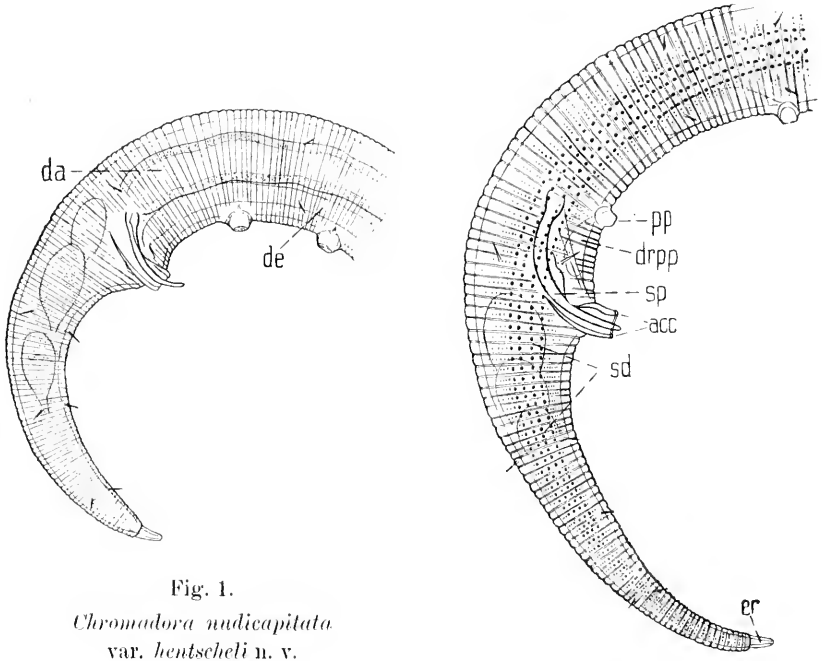 da
de
pp
drpp
sp
acc
sd
er
Fig. 1.
Chromadora nudicapitata
var. hentscheli n. v.